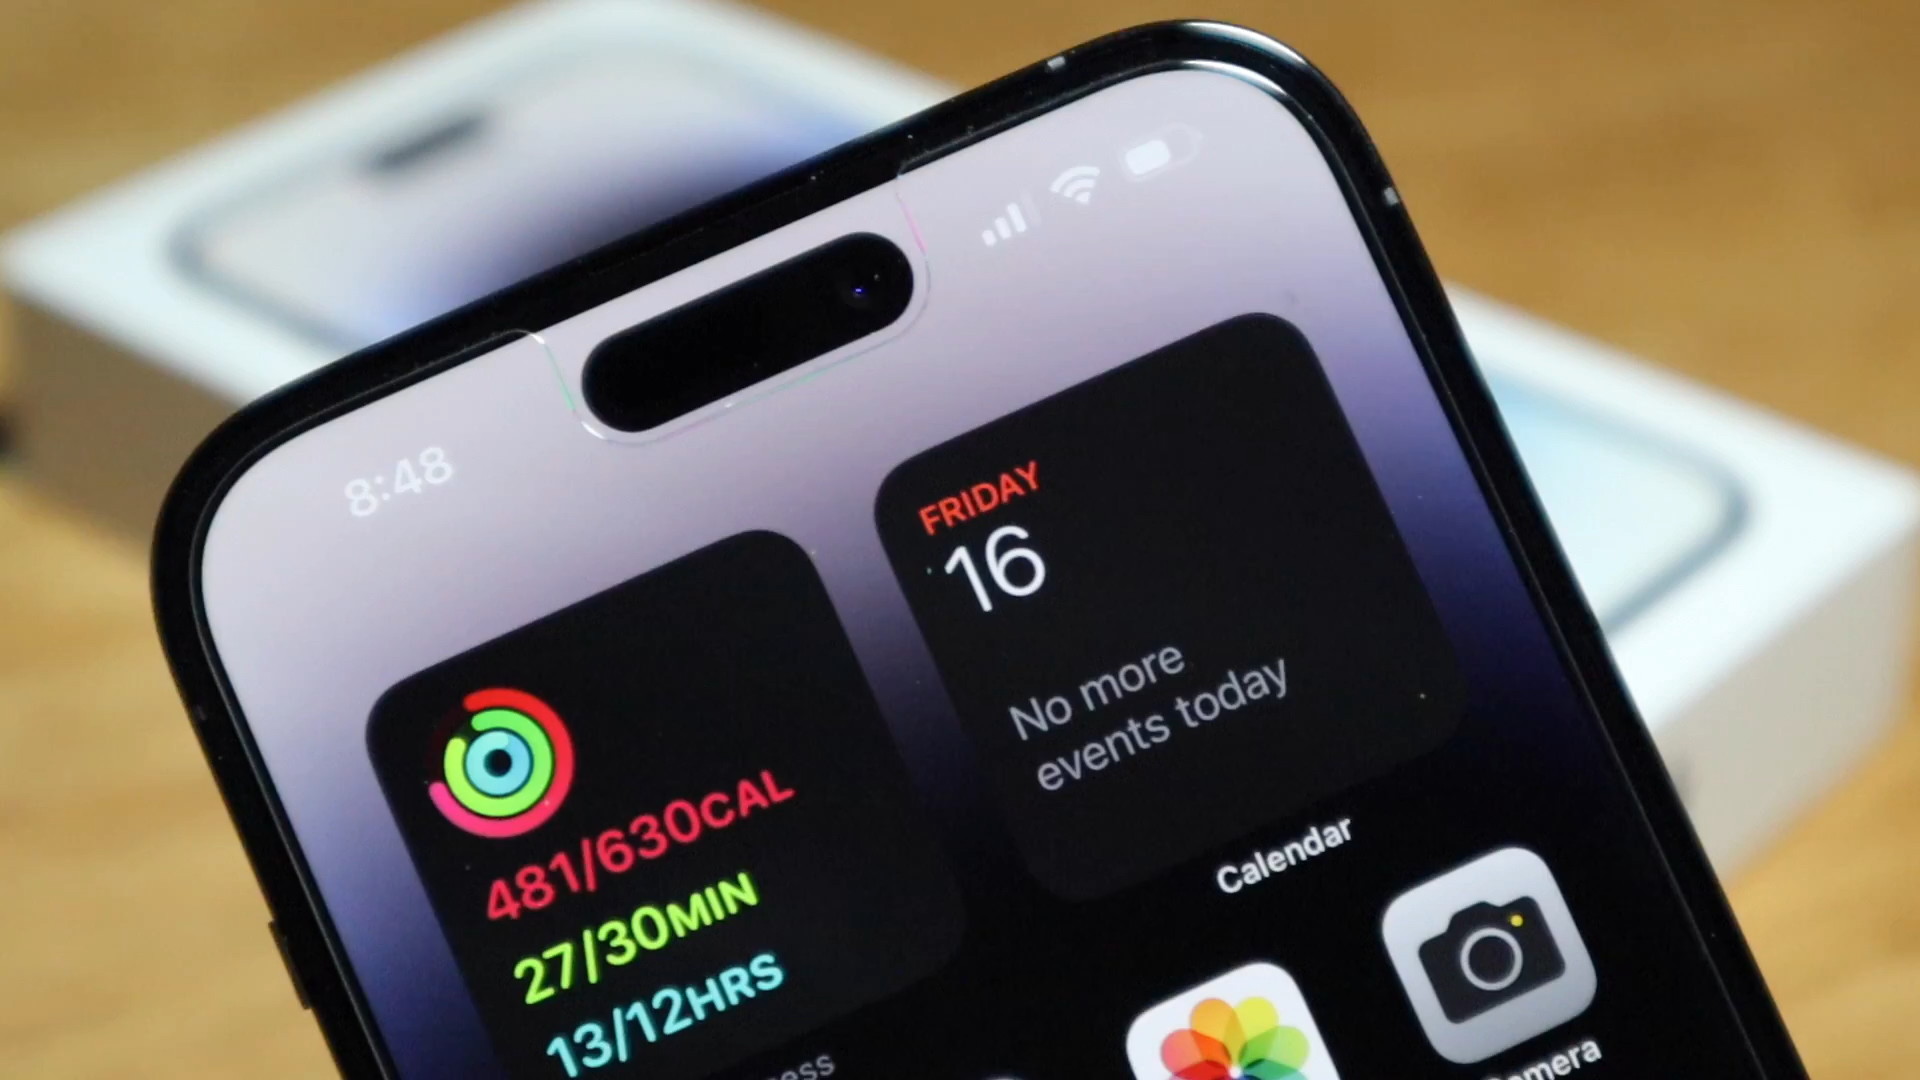 8:48
FRIDAY
16
No more
events today
Calendar
481/630CAL
27/30MIN
13/12HRS